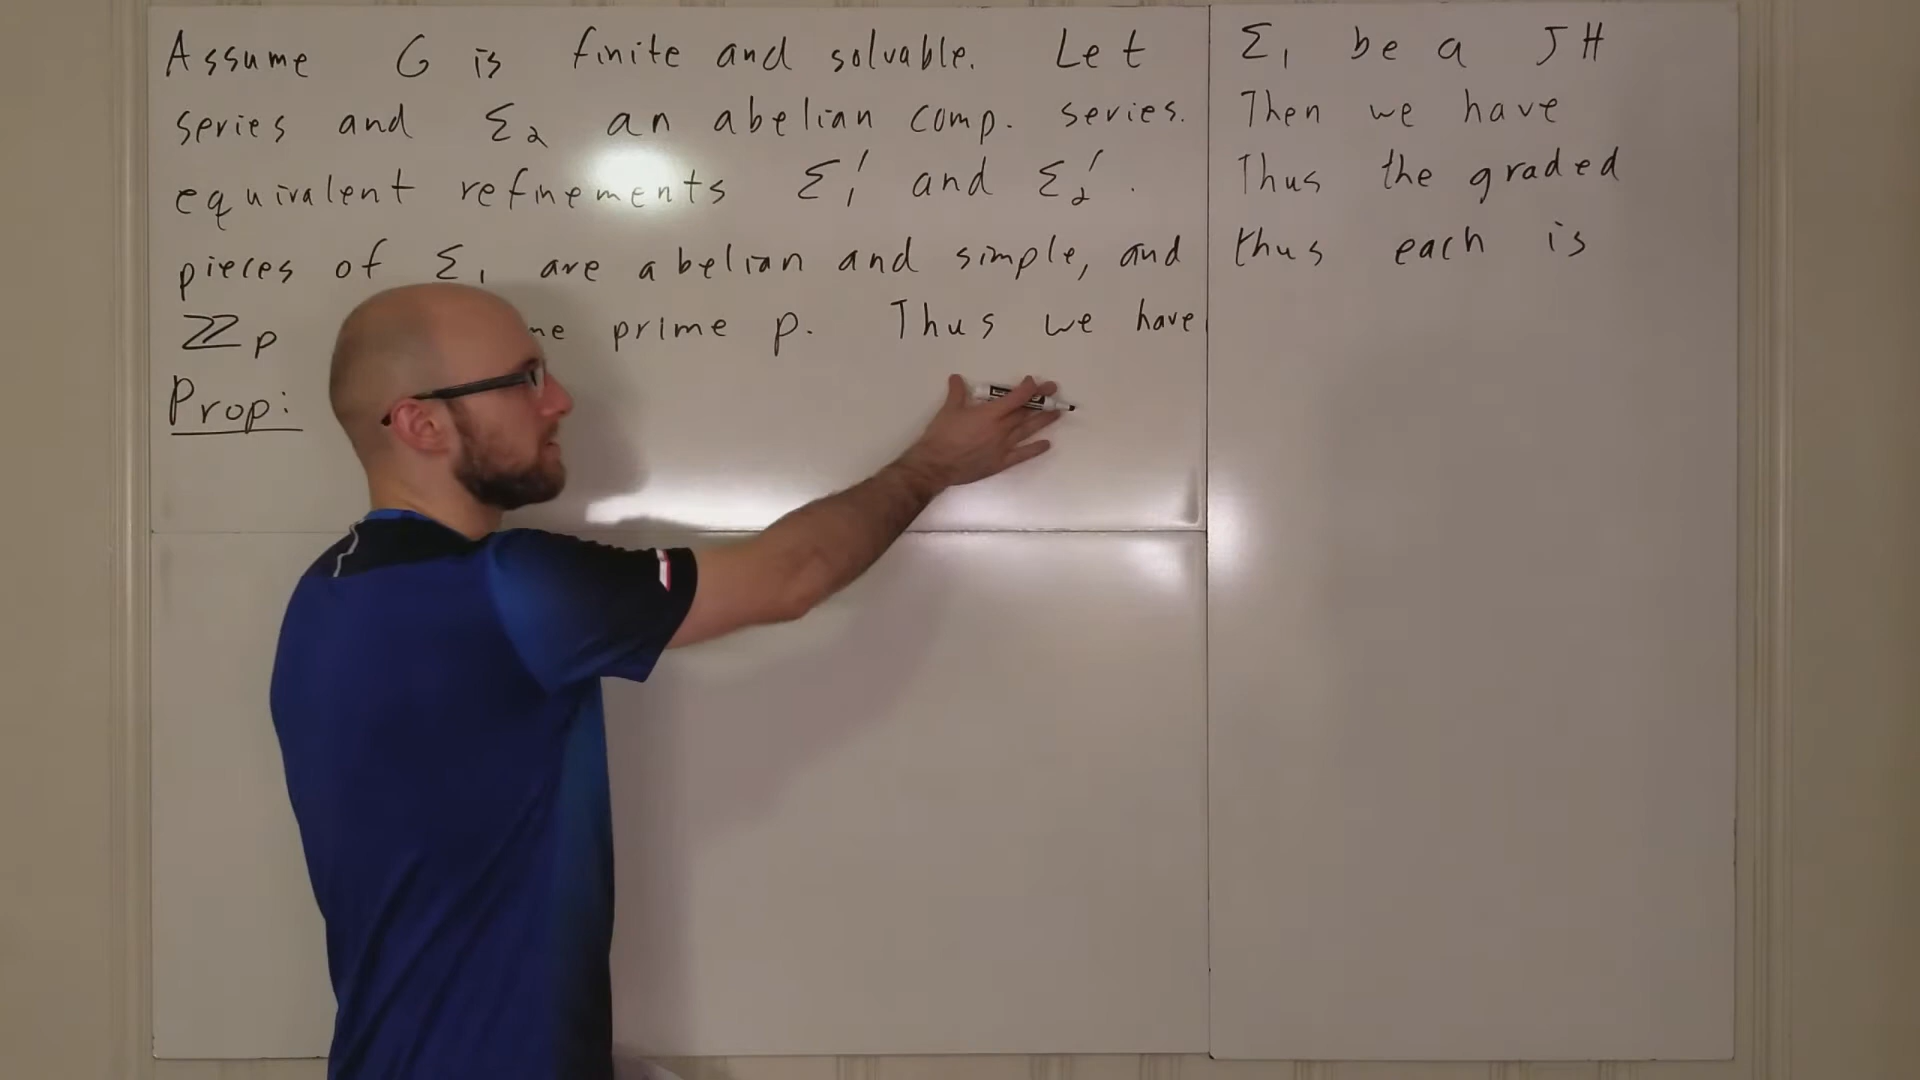 Assume G is finite and solvable. Let Σ₁ be a JH
series and Σ₂ an abelian comp. series. Then we have
equivalent refinements Σ₁′ and Σ₂′. Thus the graded
pieces of Σ₁ are abelian and simple, and thus each is
ℤp prime p. Thus we have
Prop: